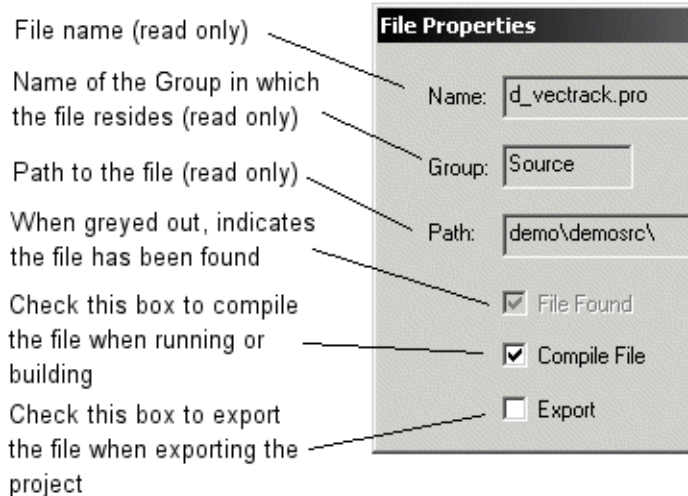 File name (read only)
Name of the Group in which
the file resides (read only)
Path to the file (read only)
When greyed out, indicates
the file has been found
Check this box to compile
the file when running or
building
Check this box to export
the file when exporting the
project
File Properties
Name: d_vectrack.pro
Group: Source
Path: demo\demosrc\
File Found
Compile File
Export